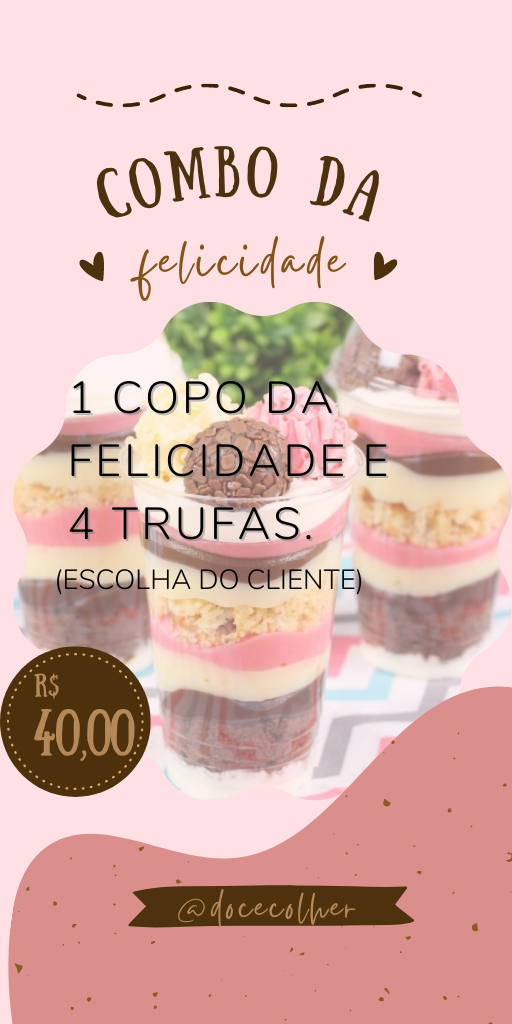 COMBO DA
felicidade
1 COPO DA
FELICIDADE E
4 TRUFAS.
(ESCOLHA DO CLIENTE)
R$
40,00
@docecolher